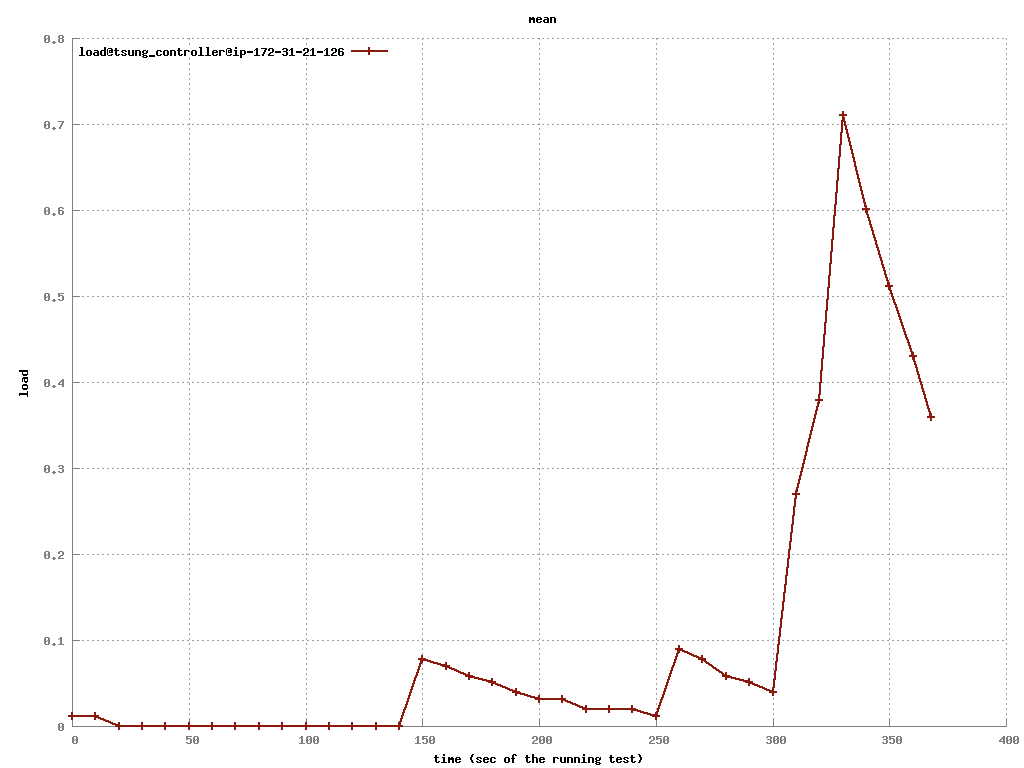 mean
0.8
load@tsung_controller@ip-172-31-21-126
0.7
0.6
0.5
0.4
0.3
0.2
0.1
0
load
0 50 100 150 200 250 300 350 400
time (sec of the running test)